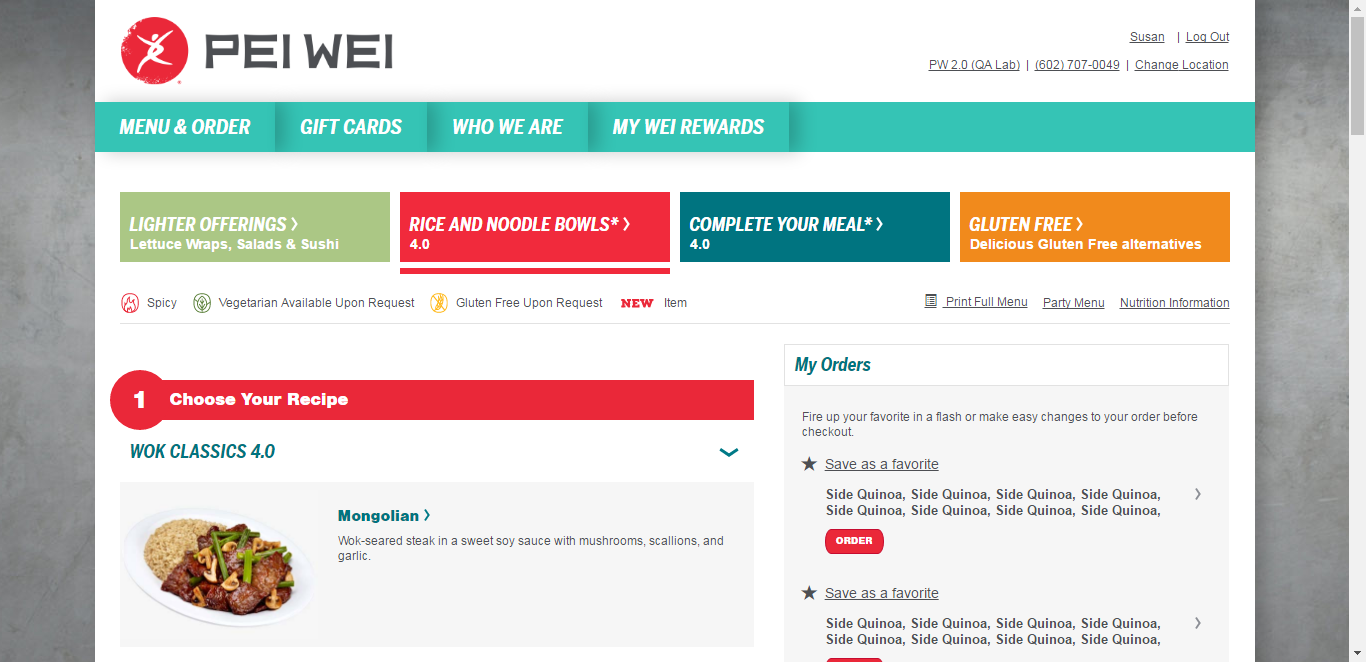 PEI WEI
Susan | Log Out
PW 2.0 (QA Lab) | (602) 707-0049 | Change Location
MENU & ORDER GIFT CARDS WHO WE ARE MY WEI REWARDS
LIGHTER OFFERINGS >
Lettuce Wraps, Salads & Sushi
RICE AND NOODLE BOWLS* >
4.0
COMPLETE YOUR MEAL* >
4.0
GLUTEN FREE >
Delicious Gluten Free alternatives
Spicy Vegetarian Available Upon Request Gluten Free Upon Request NEW Item
Print Full Menu Party Menu Nutrition Information
1 Choose Your Recipe
WOK CLASSICS 4.0
Mongolian >
Wok-seared steak in a sweet soy sauce with mushrooms, scallions, and
garlic.
My Orders
Fire up your favorite in a flash or make easy changes to your order before
checkout.
Save as a favorite
Side Quinoa, Side Quinoa, Side Quinoa, Side Quinoa,
Side Quinoa, Side Quinoa, Side Quinoa, Side Quinoa,
ORDER
Save as a favorite
Side Quinoa, Side Quinoa, Side Quinoa, Side Quinoa,
Side Quinoa, Side Quinoa, Side Quinoa, Side Quinoa,